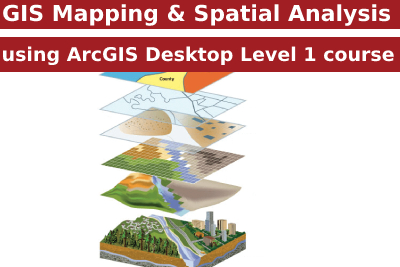 GIS Mapping & Spatial Analysis
using ArcGIS Desktop Level 1 course
County